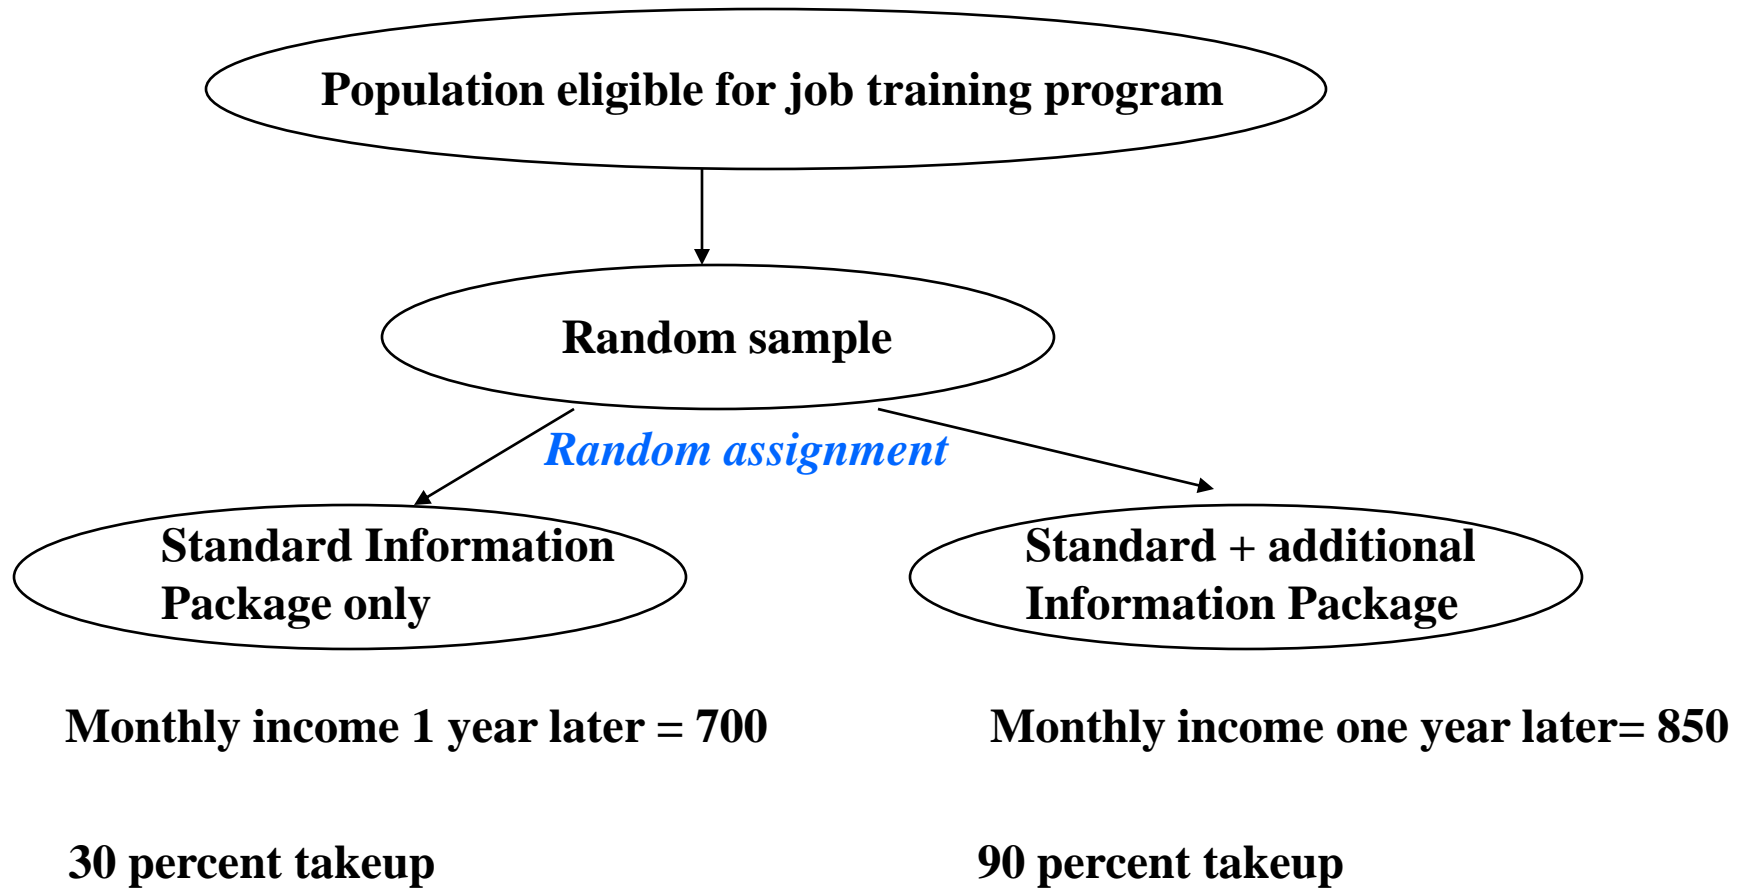 Population eligible for job training program
Random sample
Random assignment
Standard Information
Package only
Standard + additional
Information Package
Monthly income 1 year later = 700
Monthly income one year later= 850
30 percent takeup
90 percent takeup